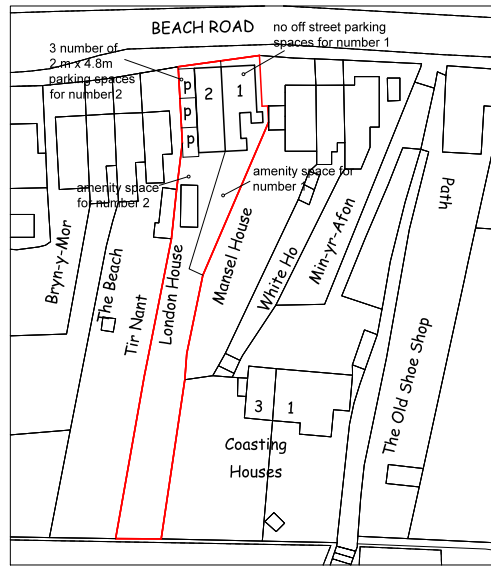 BEACH ROAD
no off street parking
spaces for number 1
3 number of
2.m x 4.8m
parking spaces
for number 2
p
p
p
2
1
amenity space
for number 2
amenity space for
number 1
Bryn-y-Mor
The Beach
Tir Nant
London House
Mansel House
White Ho
Min-yr-Afon
Path
The Old Shoe Shop
3
1
Coasting
Houses